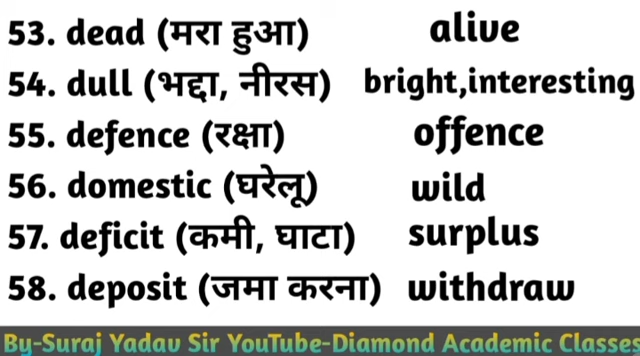 53. dead (मरा हुआ) alive
54. dull (भद्दा, नीरस) bright,interesting
55. defence (रक्षा) offence
56. domestic (घरेलू) wild
57. deficit (कमी, घाटा) surplus
58. deposit (जमा करना) withdraw
By-Suraj Yadav Sir YouTube-Diamond Academic Classes